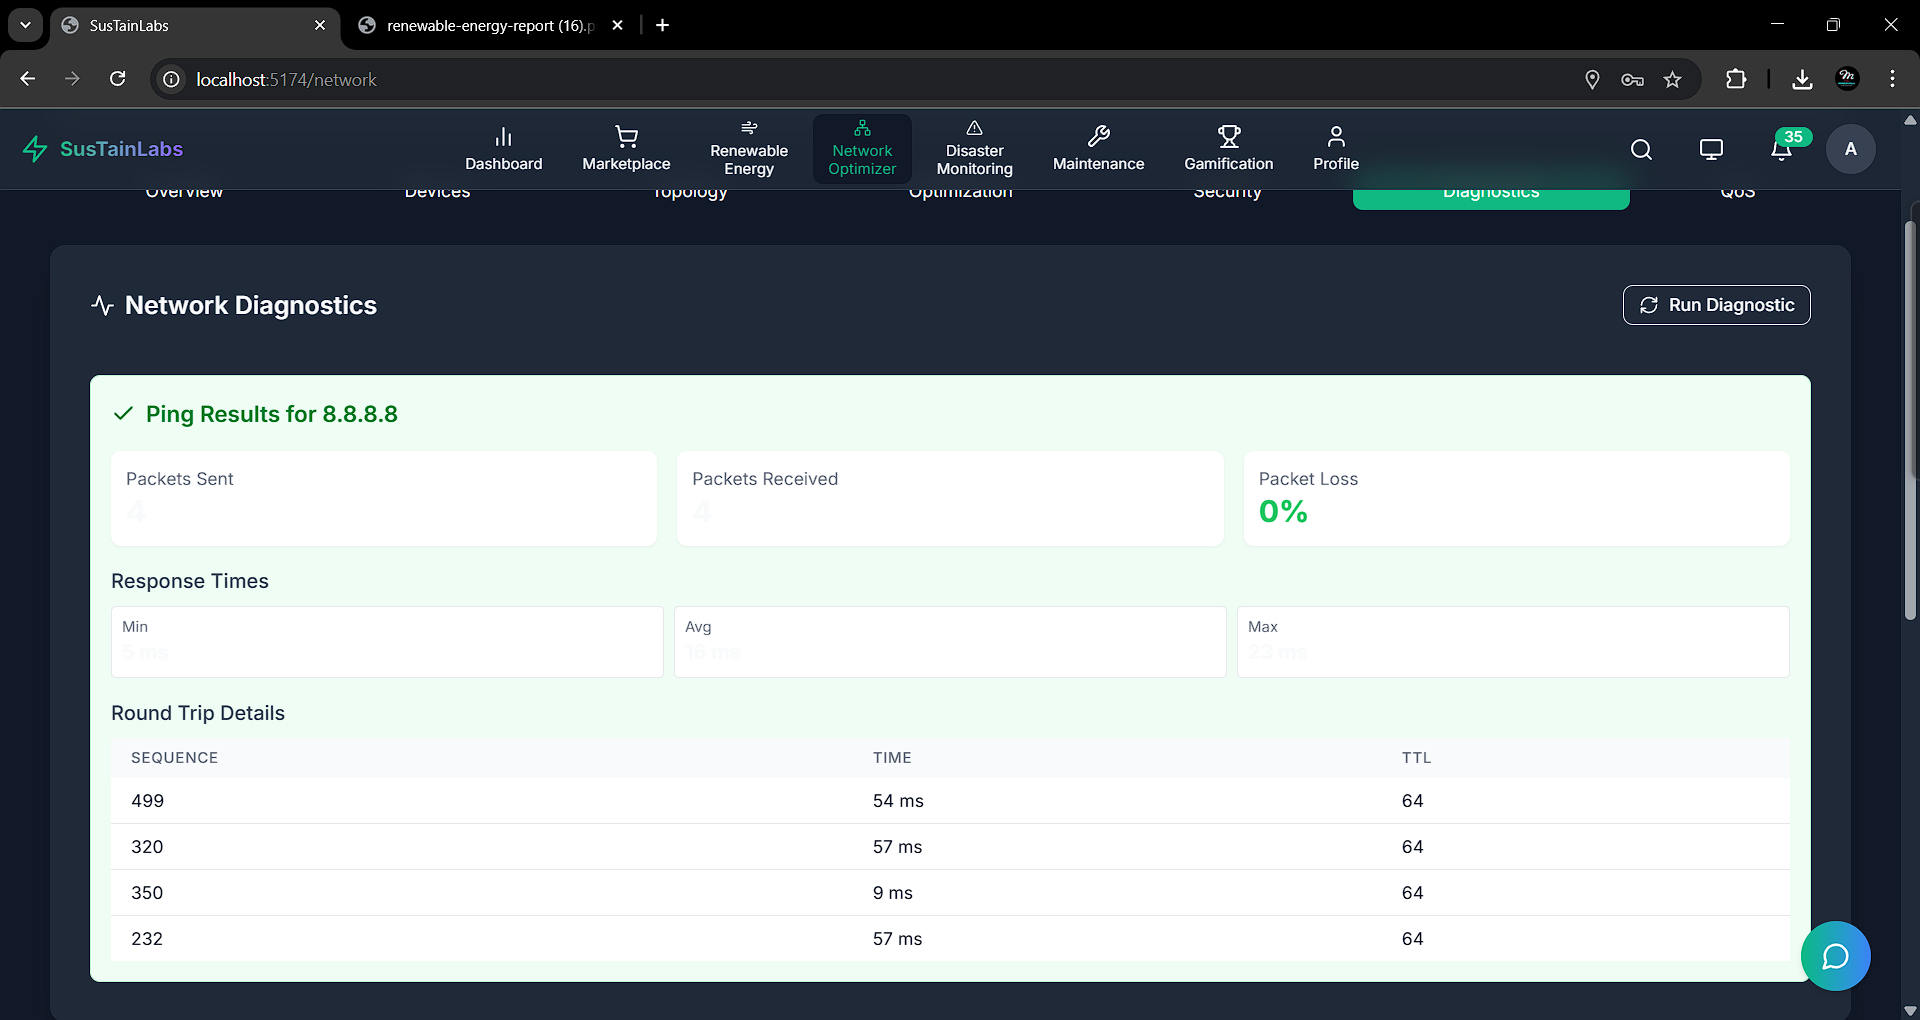 SusTainLabs
renewable-energy-report (16).p
localhost:5174/network
SusTainLabs
Dashboard
Marketplace
Renewable
Energy
Network
Optimizer
Disaster
Monitoring
Maintenance
Gamification
Profile
35
A
Overview
Devices
Topology
Optimization
Security
Diagnostics
QoS
Network Diagnostics
Run Diagnostic
Ping Results for 8.8.8.8
Packets Sent
4
Packets Received
4
Packet Loss
0%
Response Times
Min
5 ms
Avg
16 ms
Max
23 ms
Round Trip Details
SEQUENCE TIME TTL
499 54 ms 64
320 57 ms 64
350 9 ms 64
232 57 ms 64